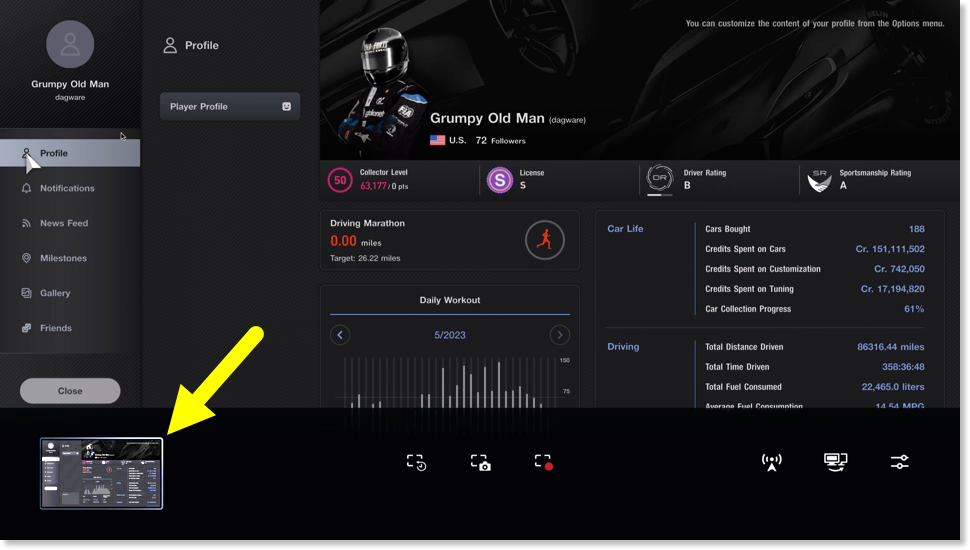 You can customize the content of your profile from the Options menu.
Profile
Grumpy Old Man
dagware
Player Profile
Grumpy Old Man (dagware)
U.S. 72 Followers
Profile
Notifications
News Feed
Milestones
Gallery
Friends
Close
50
Collector Level
63,177/0 pts
S
License
S
DR
Driver Rating
B
SR
Sportsmanship Rating
A
Driving Marathon
0.00 miles
Target: 26.22 miles
Daily Workout
5/2023
150
75
Car Life
Cars Bought 188
Credits Spent on Cars Cr. 151,111,502
Credits Spent on Customization Cr. 742,050
Credits Spent on Tuning Cr. 17,194,820
Car Collection Progress 61%
Driving
Total Distance Driven 86316.44 miles
Total Time Driven 358:36:48
Total Fuel Consumed 22,465.0 liters
Average Fuel Consumption 14.54 MPG